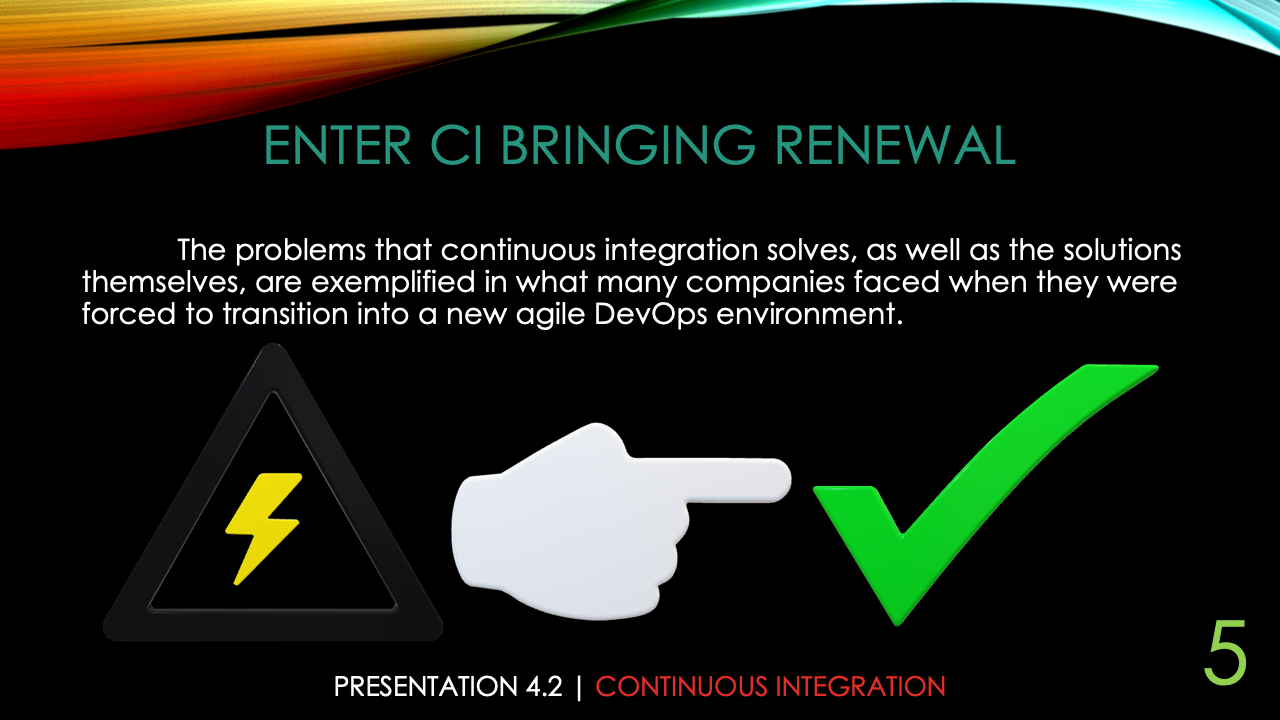 ENTER CI BRINGING RENEWAL
The problems that continuous integration solves, as well as the solutions
themselves, are exemplified in what many companies faced when they were
forced to transition into a new agile DevOps environment.
PRESENTATION 4.2 | CONTINUOUS INTEGRATION
5